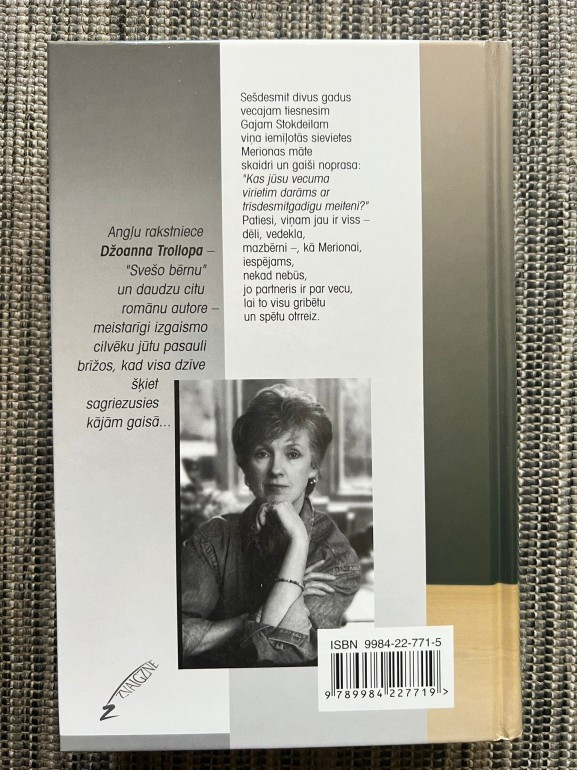 Sešdesmit divus gadus
vecajam tiesnesim
Gajam Stokdeilam
viņa iemīļotās sievietes
Merionas māte
skaidri un gaiši noprasa:
"Kas jūsu vecuma
vīrietim darāms ar
trīsdesmitgadīgu meiteni?"
Patiesi, viņam jau ir viss –
dēli, vedekla,
mazbērni –, kā Merionai,
iespējams,
nekad nebūs,
jo partneris ir par vecu,
lai to visu gribētu
un spētu otrreiz.
Angļu rakstniece
Džoanna Trollopa –
"Svešo bērnu"
un daudzu citu
romānu autore –
meistarīgi izgaismo
cilvēku jūtu pasauli
brīžos, kad visa dzīve
šķiet
sagriezusies
kājām gaisā...
ZVAIGZNE
ISBN 9984-22-771-5
9 789984 227719 >